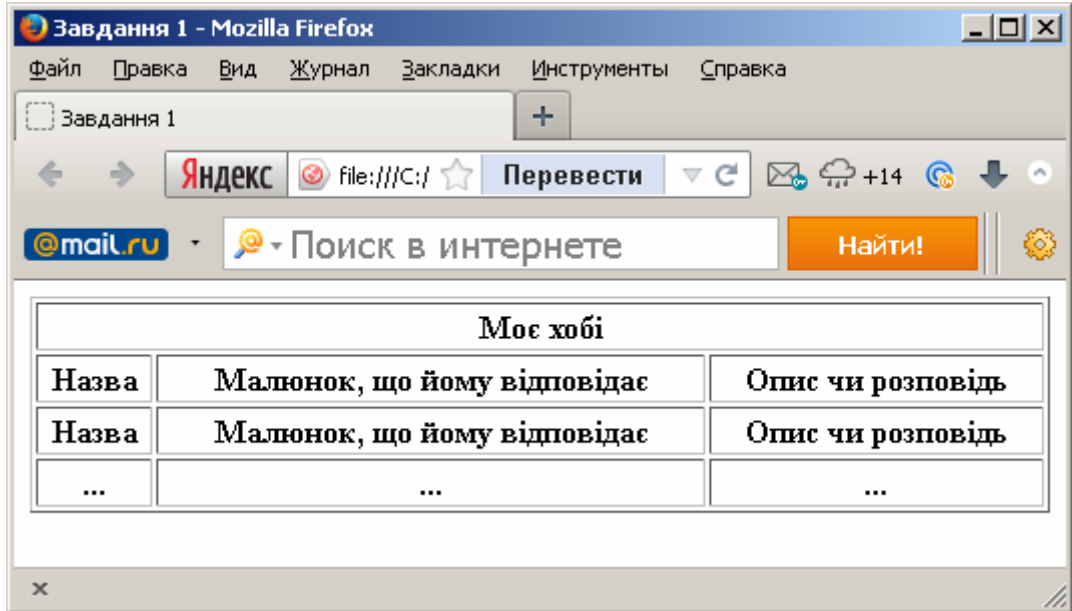 Завдання 1 - Mozilla Firefox
Файл Правка Вид Журнал Закладки Инструменты Справка
Завдання 1
Яндекс file:///C:/ Перевести +14
@mail.ru Поиск в интернете Найти!
Моє хобі
Назва Малюнок, що йому відповідає Опис чи розповідь
Назва Малюнок, що йому відповідає Опис чи розповідь
... ... ...